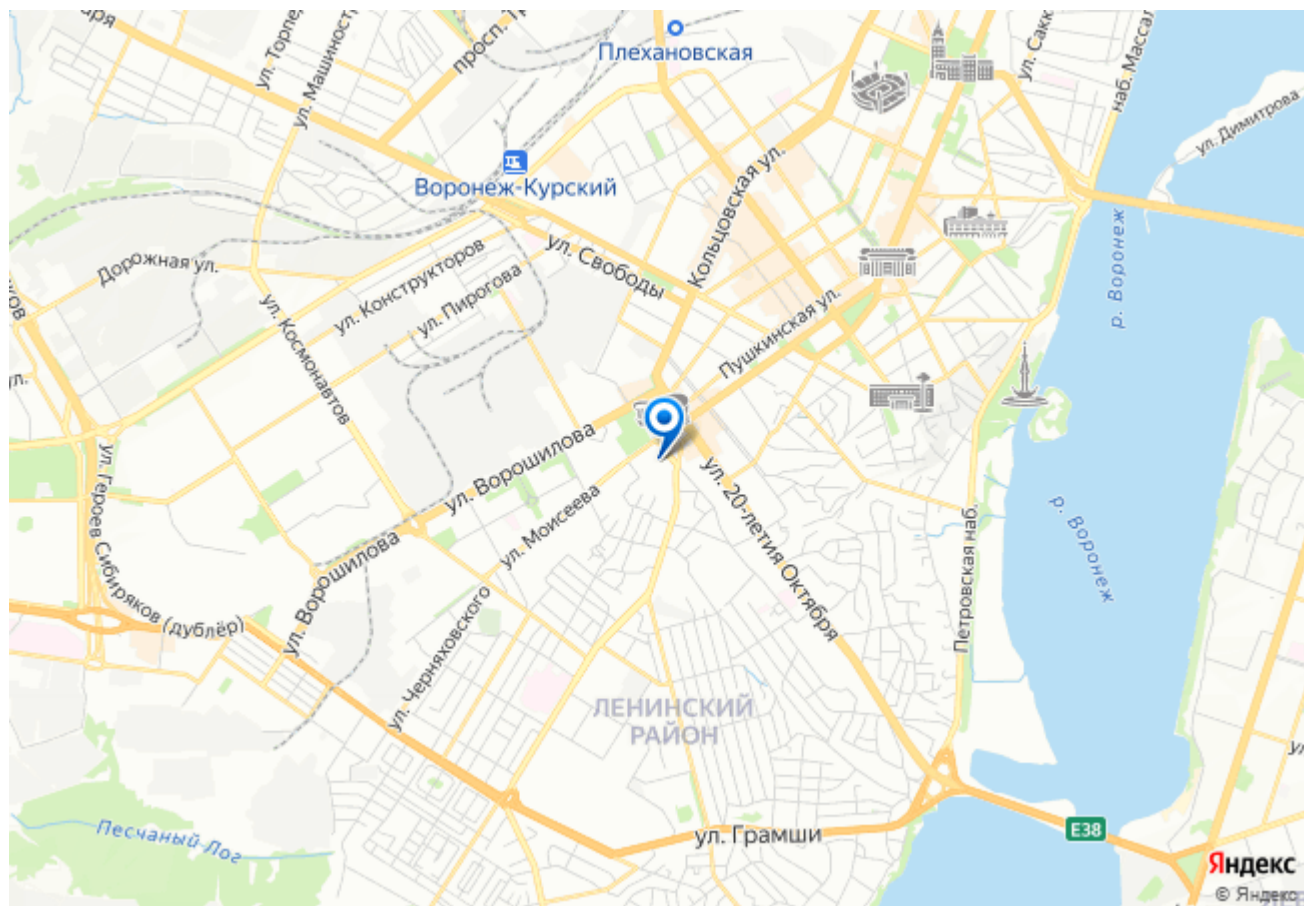 ул. Торпе
ул. Машиност
просп. Тр
Плехановская
ул. Сакк
наб. Массал
ул. Димитрова
Воронеж-Курский
Кольцовская ул.
р. Воронеж
Дорожная ул.
ул. Конструкторов
ул. Пирогова
ул. Свободы
Пушкинская ул.
ул. Космонавтов
ул. Героев Сибиряков (дублёр)
ул. Ворошилова
ул. Моисеева
ул. 20-летия Октября
Петровская наб.
р. Воронеж
ул. Ворошилова
ул. Черняховского
ЛЕНИНСКИЙ
РАЙОН
ул. Грамши
E38
Песчаный Лог
Яндекс
© Яндекс